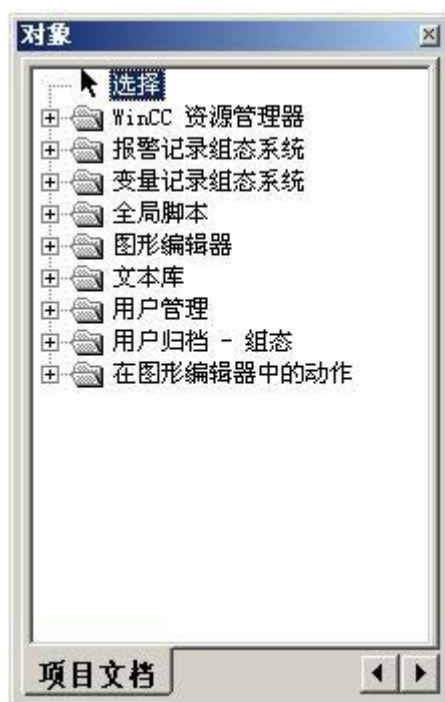 对象
选择
WinCC 资源管理器
报警记录组态系统
变量记录组态系统
全局脚本
图形编辑器
文本库
用户管理
用户归档 - 组态
在图形编辑器中的动作
项目文档